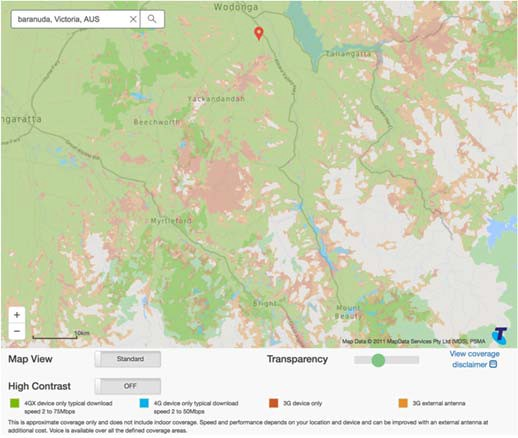 baranuda, Victoria, AUS
Wodonga
Tallangatta
Yackandandah
Beechworth
ngaratta
Myrtleford
Bright
Mount
Beauty
+
−
10km
Map Data © 2011 MapData Services Pty Ltd (MDS), PSMA
Map View
Standard
Transparency
View coverage
disclaimer
High Contrast
OFF
4GX device only typical download
speed 2 to 75Mbps
4G device only typical download
speed 2 to 50Mbps
3G device only
3G external antenna
This is approximate coverage only and does not include indoor coverage. Speed and performance depends on your location and device and can be improved with an external antenna at
additional cost. Voice is available over all the defined coverage areas.